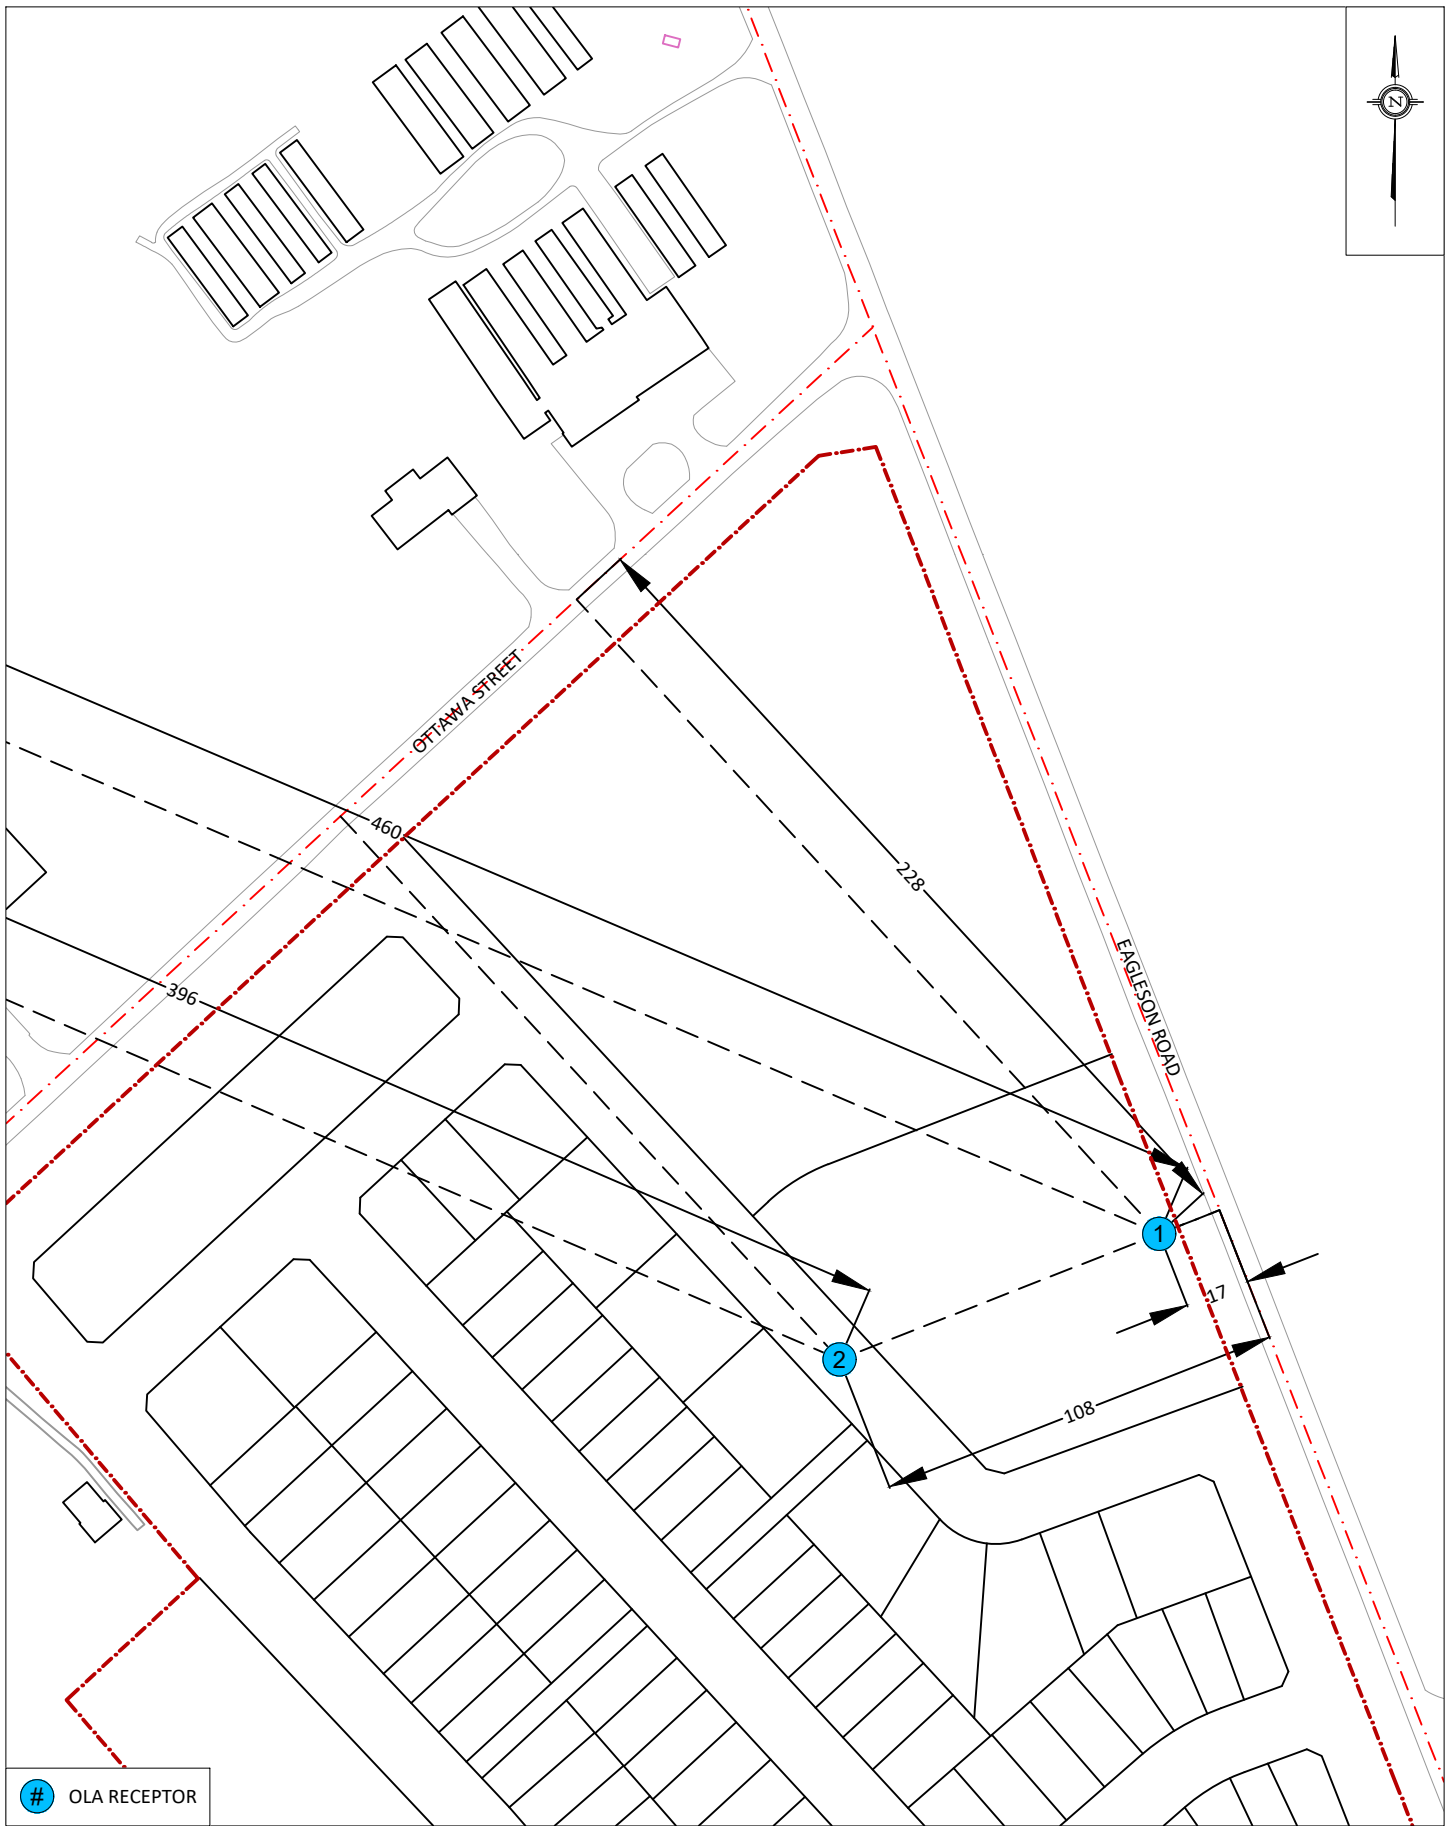 N
OTTAWA STREET
460
228
396
EAGLESON ROAD
1
17
2
108
# OLA RECEPTOR